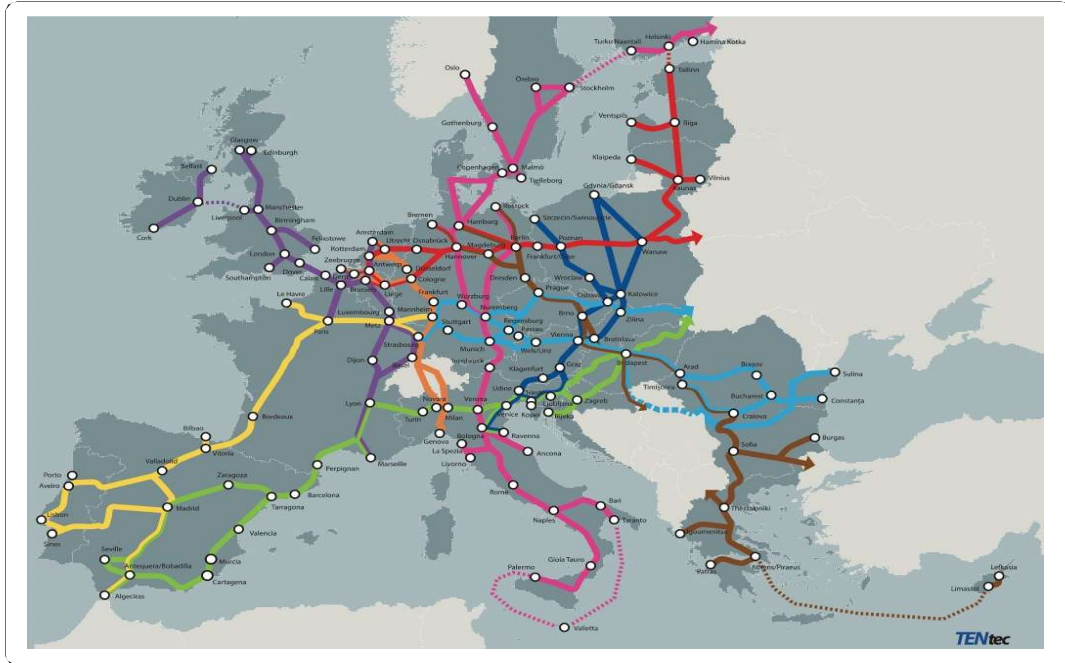 Helsinki
Turku/Naantali
Hamina Kotka
Oslo
Tallinn
Örebro
Stockholm
Ventspils
Riga
Gothenburg
Glasgow
Edinburgh
Klaipeda
Belfast
Copenhagen
Malmö
Trelleborg
Vilnius
Kaunas
Gdynia/Gdansk
Dublin
Liverpool
Manchester
Rostock
Bremen
Szczecin/Swinoujscie
Birmingham
Hamburg
Cork
Felixstowe
Amsterdam
Utrecht
Osnabrück
Magdeburg
Berlin
Poznan
Rotterdam
Hannover
Frankfurt/Oder
Warsaw
London
Zeebrugge
Antwerp
Southampton
Dover
Calais
Düsseldorf
Cologne
Dresden
Wroclaw
Lille
Brussels
Liege
Frankfurt
Prague
Katowice
Le Havre
Würzburg
Ostrava
Luxembourg
Mannheim
Nuremberg
Brno
Zilina
Paris
Metz
Stuttgart
Regensburg
Passau
Strasbourg
Vienna
Bratislava
Munich
Wels/Linz
Dijon
Basel
Innsbruck
Graz
Budapest
Klagenfurt
Arad
Brasov
Sulina
Udine
Timisoara
Lyon
Novara
Verona
Ljubljana
Zagreb
Bucharest
Constanța
Turin
Milan
Venice
Koper
Rijeka
Craiova
Bordeaux
Genova
Bologna
Ravenna
Bilbao
Vitoria
La Spezia
Ancona
Sofia
Burgas
Marseille
Livorno
Valladolid
Perpignan
Porto
Aveiro
Zaragoza
Rome
Barcelona
Tarragona
Bari
Madrid
Naples
Taranto
Thessalpniki
Lisbon
Sines
Valencia
Igoumenitsa
Seville
Murcia
Gioia Tauro
Antequera/Bobadilla
Palermo
Patras
Athens/Piraeus
Lefkosia
Cartagena
Limassol
Algeciras
Valletta
TENtec